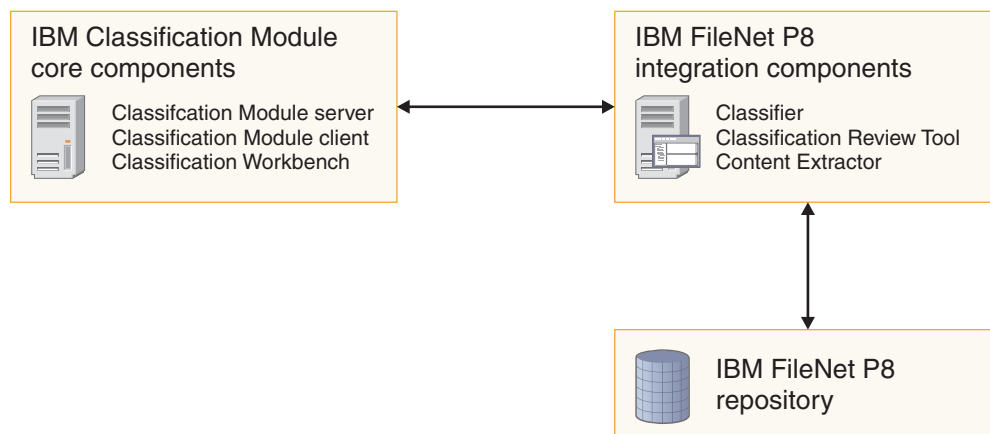 IBM Classification Module
core components
Classifcation Module server
Classification Module client
Classification Workbench
IBM FileNet P8
integration components
Classifier
Classification Review Tool
Content Extractor
IBM FileNet P8
repository